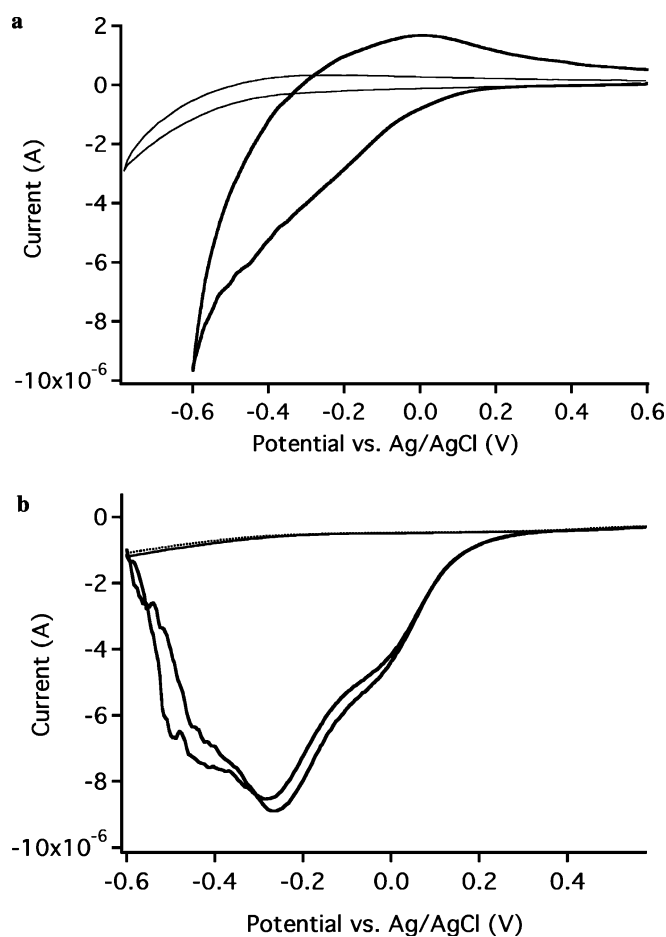 a
2
0
-2
-4
-6
-8
-10x10⁻⁶
Current (A)
-0.6 -0.4 -0.2 0.0 0.2 0.4 0.6
Potential vs. Ag/AgCl (V)
b
0
-2
-4
-6
-8
-10x10⁻⁶
Current (A)
-0.6 -0.4 -0.2 0.0 0.2 0.4
Potential vs. Ag/AgCl (V)